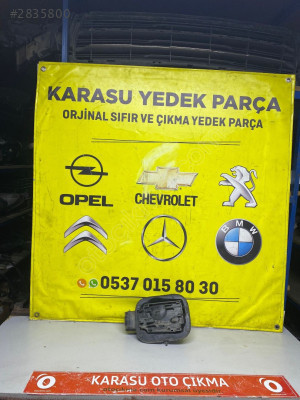 #2835800
KARASU YEDEK PARÇA
ORJİNAL SIFIR VE ÇIKMA YEDEK PARÇA
OPEL
CHEVROLET
BMW
0537 015 80 30
KARASU OTO ÇIKMA